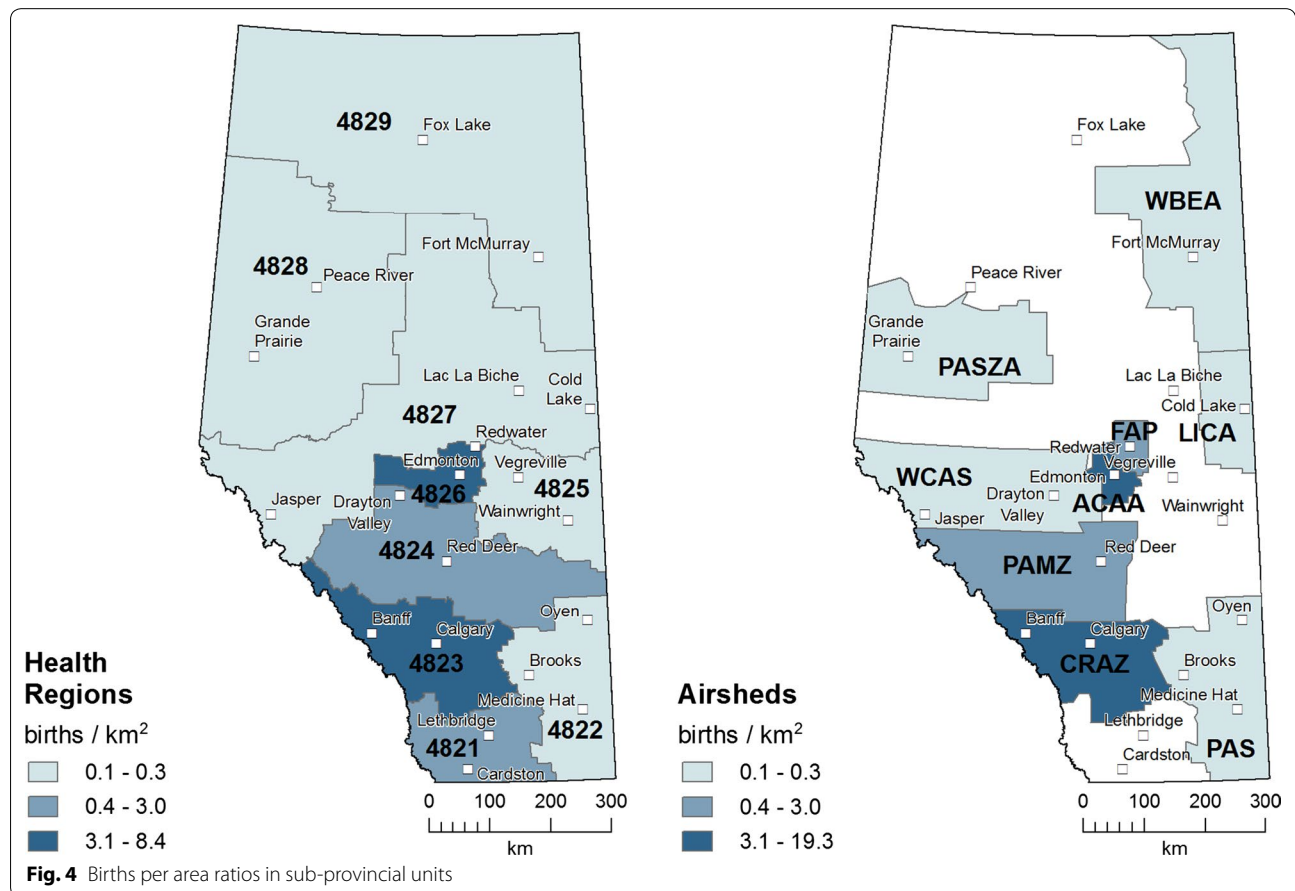 4829
Fox Lake
Fort McMurray
4828
Peace River
Grande
Prairie
Lac La Biche
Cold
Lake
4827
Redwater
Edmonton
Vegreville
4826
4825
Jasper
Drayton
Valley
Wainwright
4824
Red Deer
Banff
Calgary
4823
Oyen
Brooks
Medicine Hat
Lethbridge
4822
4821
Cardston
Health
Regions
births / km²
0.1 - 0.3
0.4 - 3.0
3.1 - 8.4
0 100 200 300
km
Fox Lake
WBEA
Fort McMurray
Peace River
Grande
Prairie
PASZA
Lac La Biche
Cold Lake
FAP
LICA
Redwater
Vegreville
Edmonton
WCAS
Drayton
Valley
ACAA
Wainwright
Jasper
Red Deer
PAMZ
Banff
Calgary
Oyen
CRAZ
Brooks
Medicine Hat
Lethbridge
PAS
Cardston
Airsheds
births / km²
0.1 - 0.3
0.4 - 3.0
3.1 - 19.3
0 100 200 300
km
Fig. 4 Births per area ratios in sub-provincial units